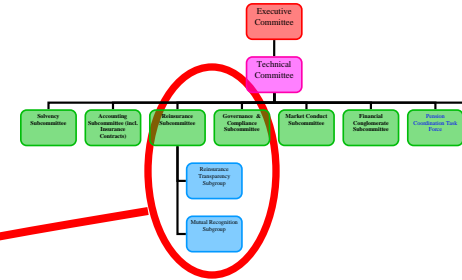 Executive
Committee
Technical
Committee
Solvency
Subcommittee
Accounting
Subcommittee (incl.
Insurance
Contracts)
Reinsurance
Subcommittee
Governance &
Compliance
Subcommittee
Market Conduct
Subcommittee
Financial
Conglomerate
Subcommittee
Pension
Coordination Task
Force
Reinsurance
Transparency
Subgroup
Mutual Recognition
Subgroup